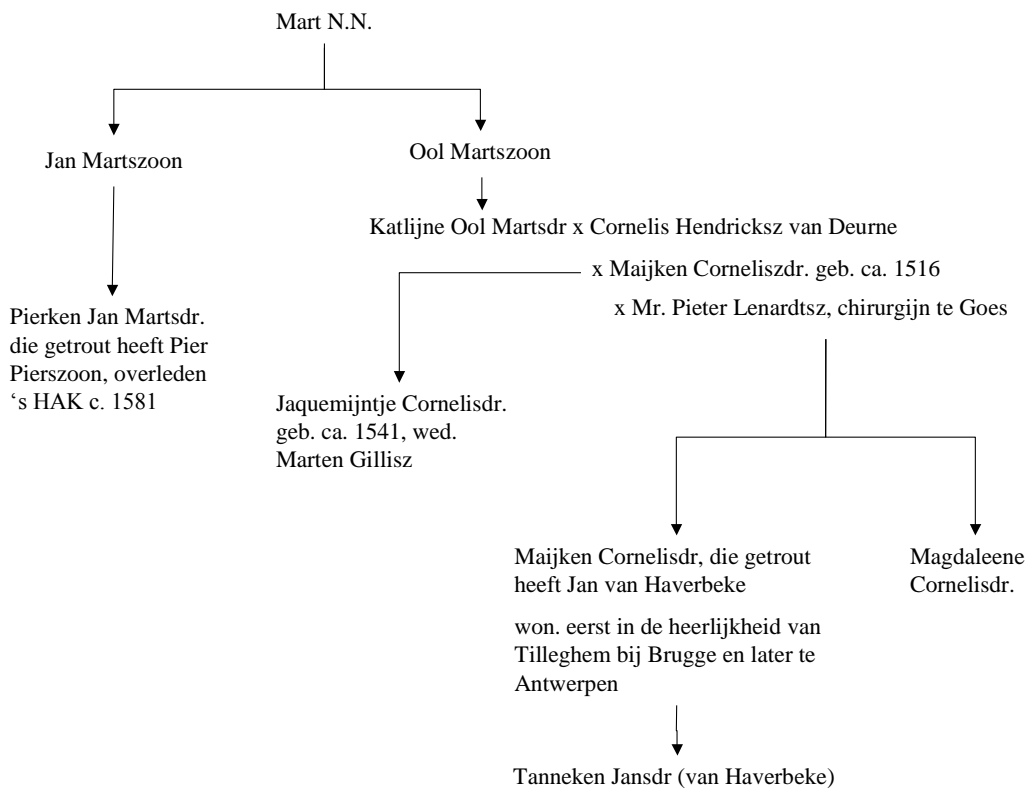 Mart N.N.
Jan Martszoon
Ool Martszoon
Katlijne Ool Martsdr x Cornelis Hendricksz van Deurne
x Maijken Corneliszdr. geb. ca. 1516
x Mr. Pieter Lenardtsz, chirurgijn te Goes
Pierken Jan Martsdr.
die getrout heeft Pier
Pierszoon, overleden
‘s HAK c. 1581
Jaquemijntje Cornelisdr.
geb. ca. 1541, wed.
Marten Gillisz
Maijken Cornelisdr, die getrout
heeft Jan van Haverbeke
won. eerst in de heerlijkheid van
Tilleghem bij Brugge en later te
Antwerpen
Magdaleene
Cornelisdr.
Tanneken Jansdr (van Haverbeke)